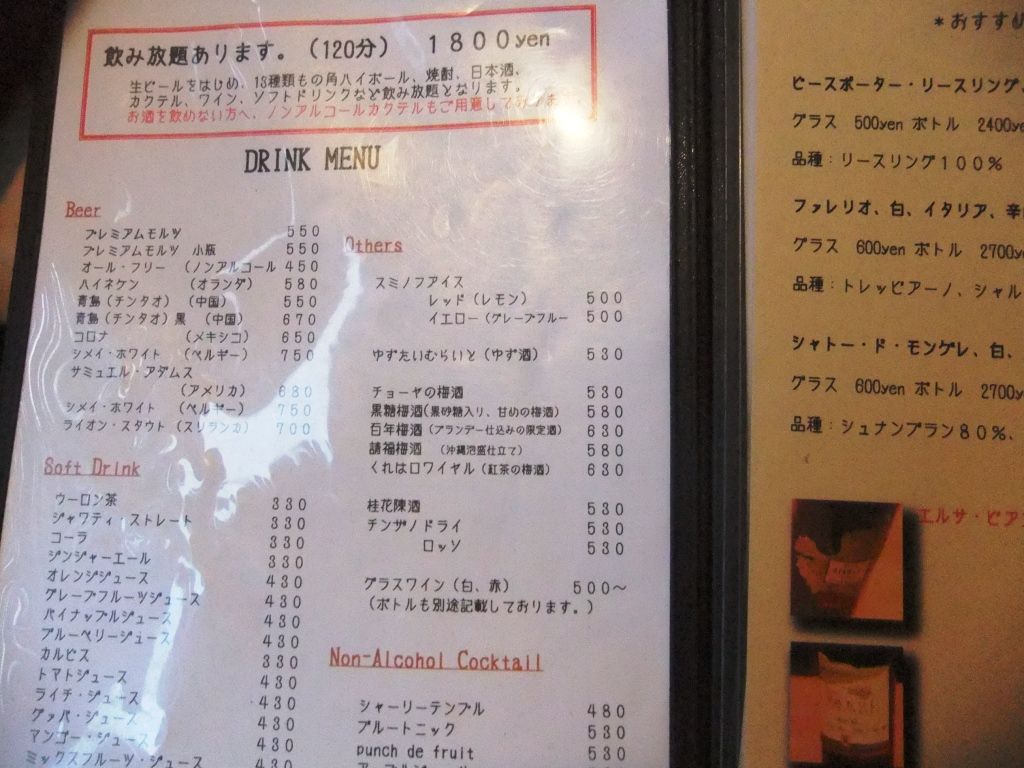 飲み放題あります。（120分）　1800yen
生ビールをはじめ、18種類もの角ハイボール、焼酎、日本酒、
カクテル、ワイン、ソフトドリンクなど飲み放題となります。
お酒を飲めない方へ、ノンアルコールカクテルもご用意しております
DRINK MENU
Beer
プレミアムモルツ 550
プレミアムモルツ 小瓶 550
オール・フリー （ノンアルコール 450
ハイネケン （オランダ） 580
青島（チンタオ）（中国） 550
青島（チンタオ）黒 （中国） 670
コロナ （メキシコ） 650
シメイ・ホワイト （ベルギー） 750
サミュエル・アダムス
（アメリカ） 680
シメイ・ホワイト （ベルギー） 750
ライオン・スタウト（スリランカ） 700
Soft Drink
ウーロン茶 330
ジャワティ・ストレート 330
コーラ 330
ジンジャーエール 330
オレンジジュース 430
グレープフルーツジュース 430
パイナップルジュース 430
ブルーベリージュース 430
カルピス 330
トマトジュース 430
ライチ・ジュース 430
グァバ・ジュース 430
マンゴー・ジュース 430
ミックスフルーツ・ジュース
Others
スミノフアイス
レッド（レモン） 500
イエロー（グレープフルー 500
ゆずたいむらいと（ゆず酒） 530
チョーヤの梅酒 530
黒糖梅酒（黒砂糖入り、甘めの梅酒） 580
百年梅酒（ブランデー仕込みの限定酒） 630
請福梅酒 （沖縄泡盛仕立て） 580
くれはロワイヤル（紅茶の梅酒） 630
桂花陳酒 530
チンザノドライ 530
ロッソ 530
グラスワイン（白、赤） 500〜
（ボトルも別途記載しております。）
Non-Alcohol Cocktail
シャーリーテンプル 480
プルートニック 530
punch de fruit 530
＊おすすめ
ピースポーター・リースリング、
グラス 500yen ボトル 2400ye
品種：リースリング１００％
ファレリオ、白、イタリア、辛
グラス 600yen ボトル 2700y
品種：トレッビアーノ、シャル
シャトー・ド・モングレ、白、
グラス 600yen ボトル 2700y
品種：シュナンブラン８０％、
エルサ・ビア